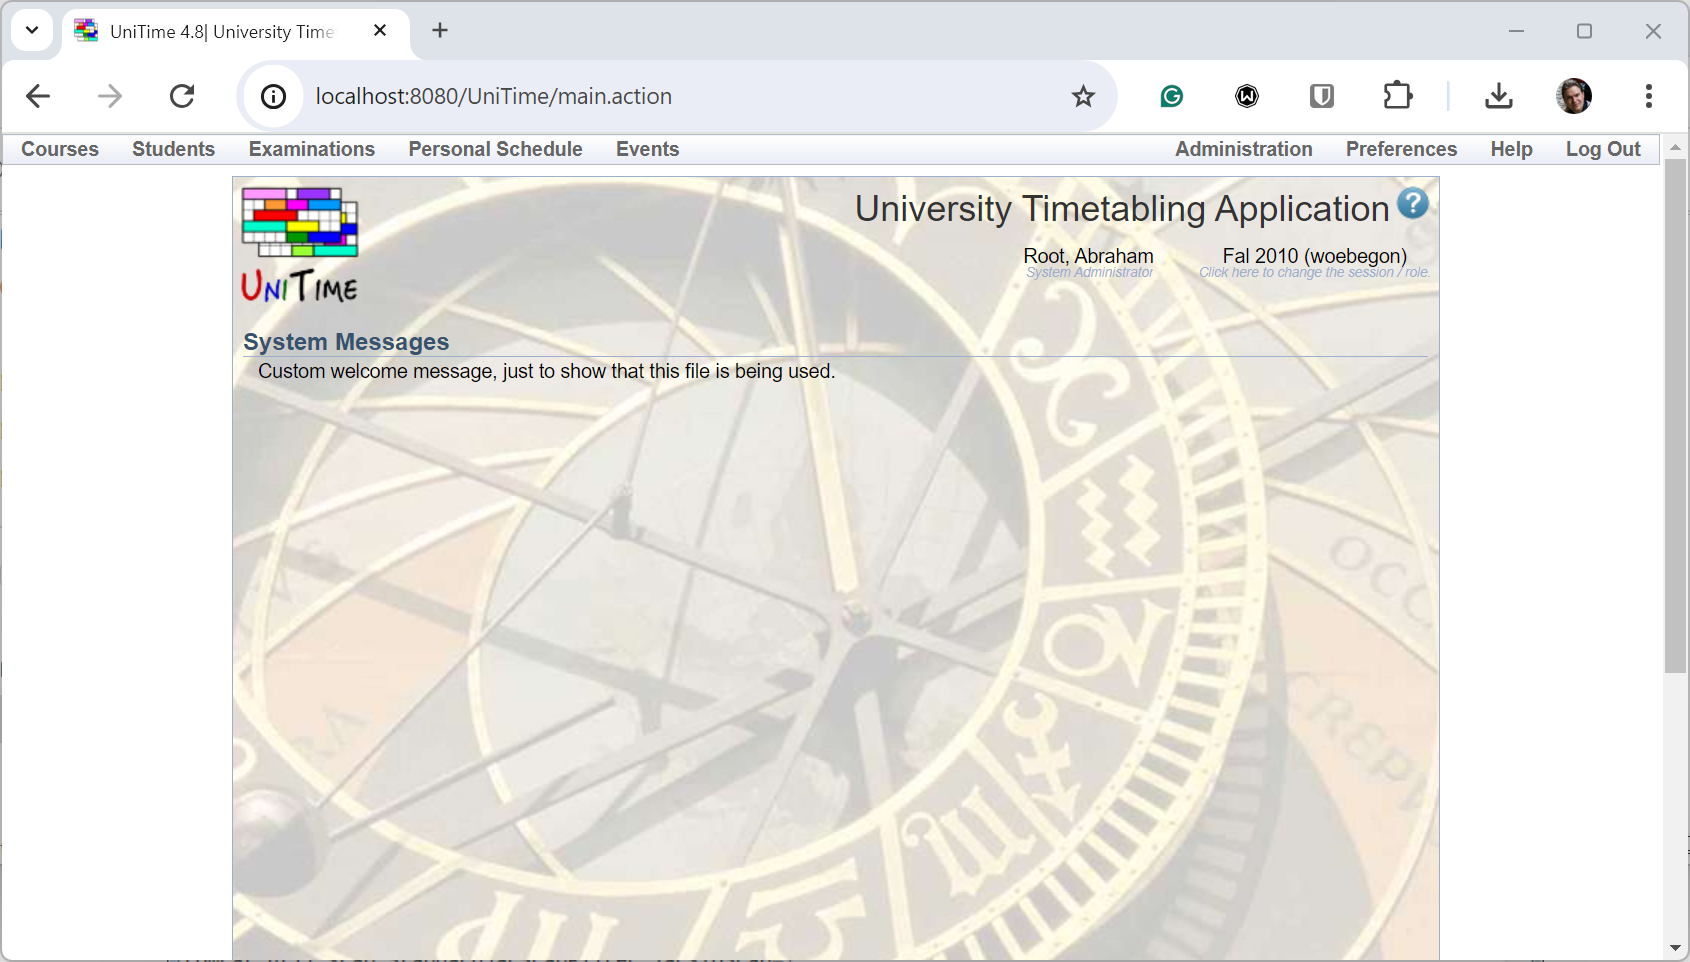 UniTime 4.8| University Time
localhost:8080/UniTime/main.action
Courses Students Examinations Personal Schedule Events Administration Preferences Help Log Out
University Timetabling Application
UNITIME
Root, Abraham Fal 2010 (woebegon)
System Administrator Click here to change the session / role.
System Messages
Custom welcome message, just to show that this file is being used.